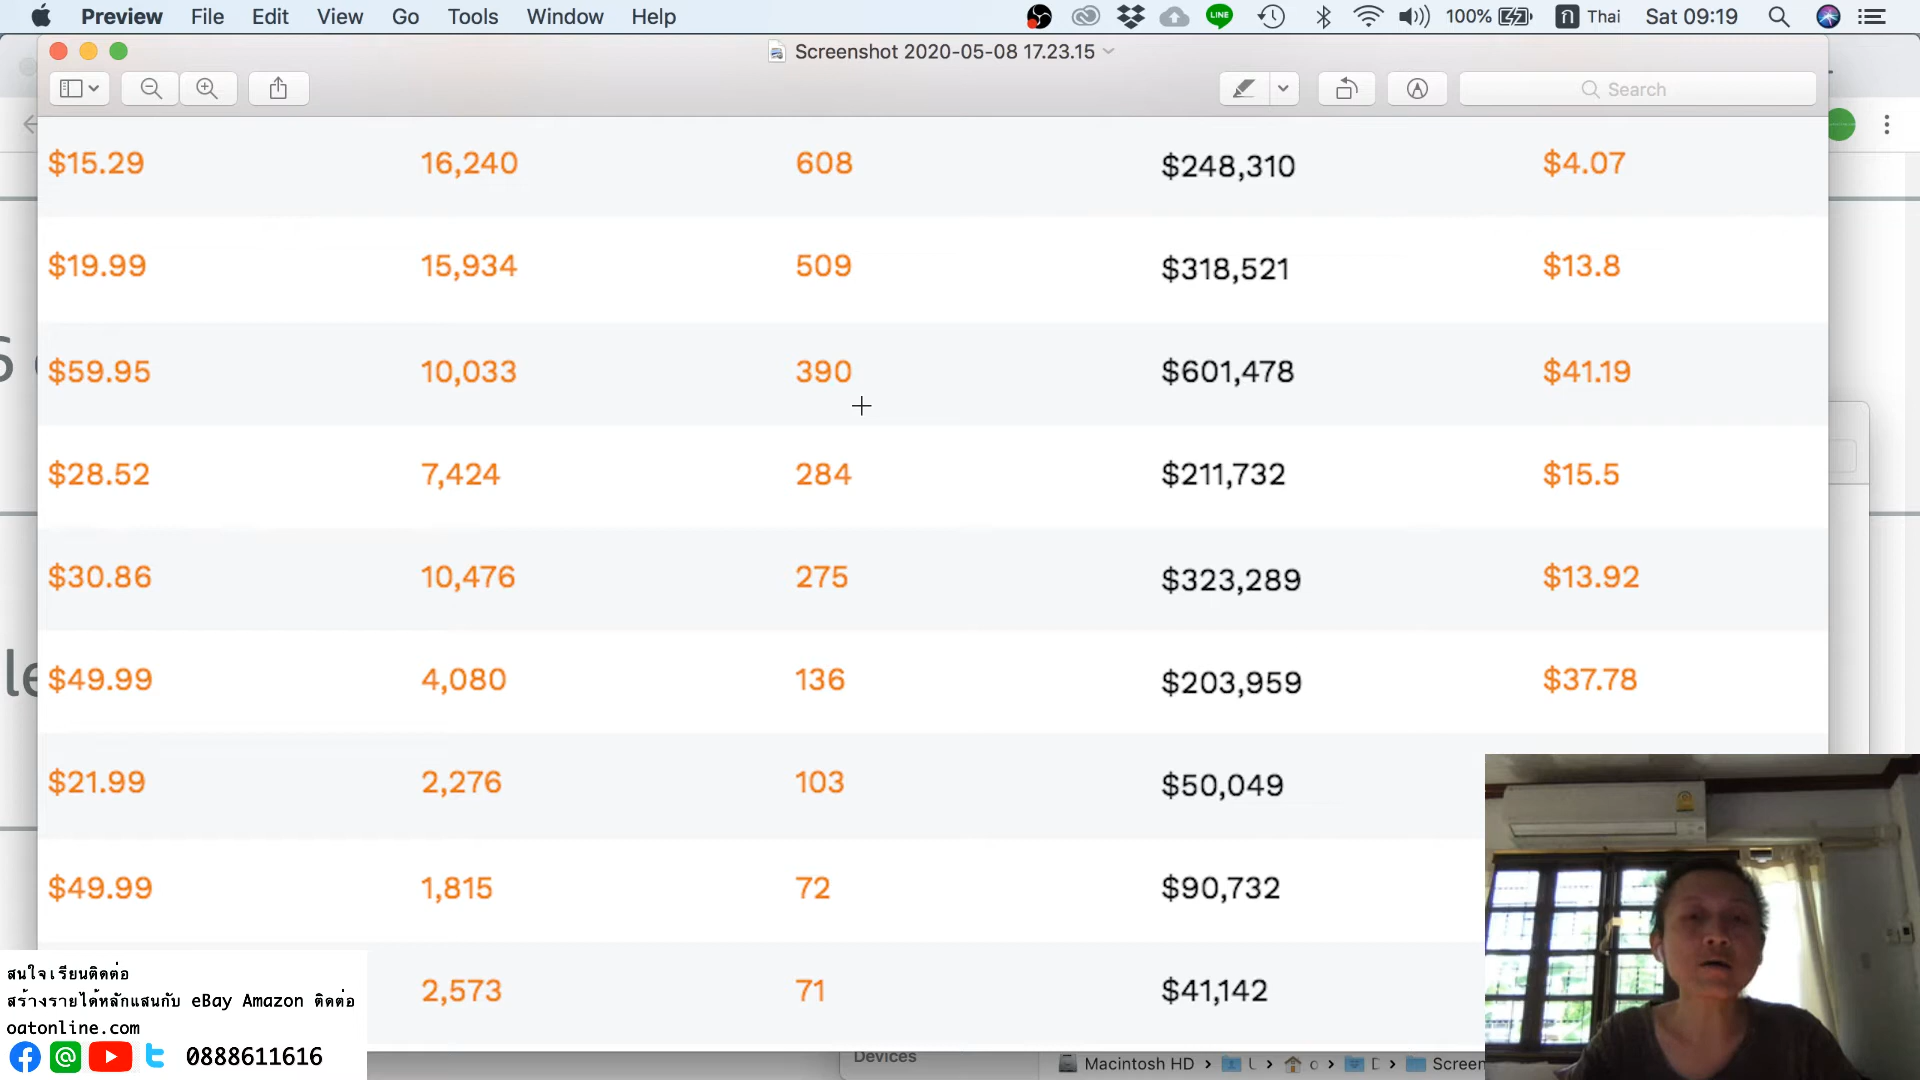 Preview File Edit View Go Tools Window Help LINE 100% ก Thai Sat 09:19
Screenshot 2020-05-08 17.23.15
Search
$15.29 16,240 608 $248,310 $4.07
$19.99 15,934 509 $318,521 $13.8
$59.95 10,033 390 $601,478 $41.19
$28.52 7,424 284 $211,732 $15.5
$30.86 10,476 275 $323,289 $13.92
$49.99 4,080 136 $203,959 $37.78
$21.99 2,276 103 $50,049
$49.99 1,815 72 $90,732
2,573 71 $41,142
สนใจเรียนติดต่อ
สร้างรายได้หลักแสนกับ eBay Amazon ติดต่อ
oatonline.com
0888611616
Devices
Macintosh HD > U > o > D > Screen